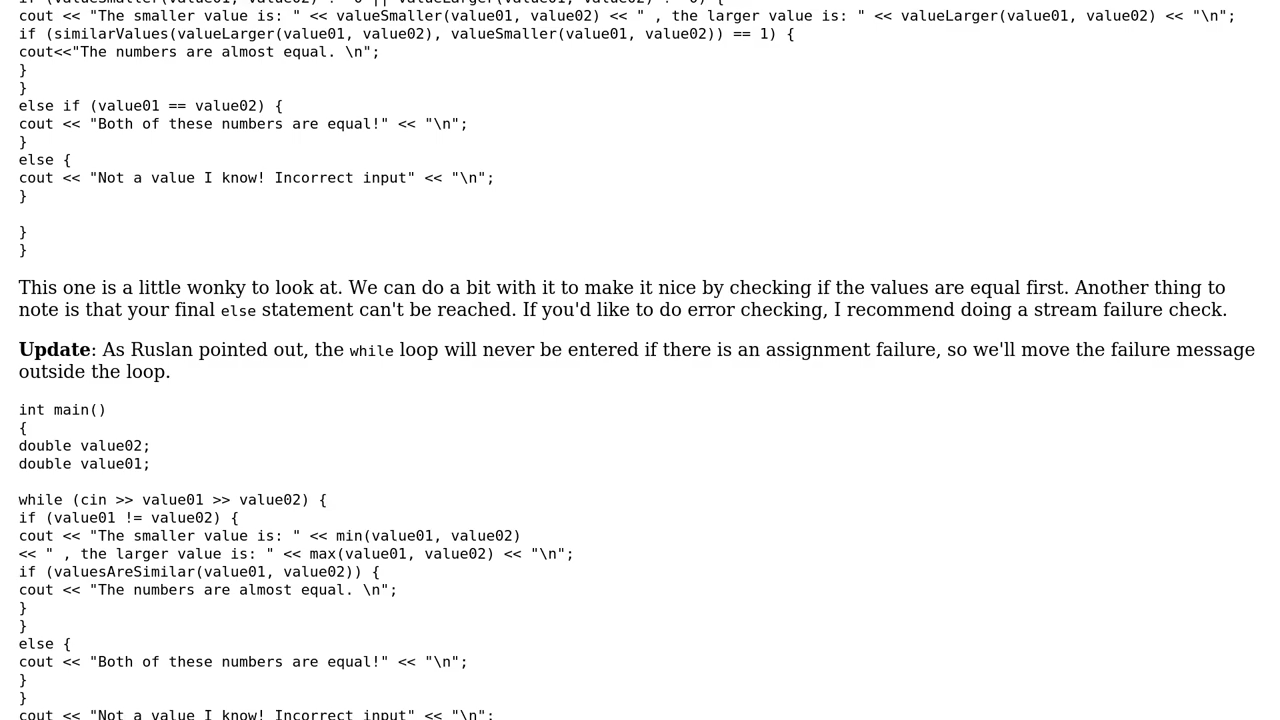 cout << "The smaller value is: " << valueSmaller(value01, value02) << " , the larger value is: " << valueLarger(value01, value02) << "\n";
if (similarValues(valueLarger(value01, value02), valueSmaller(value01, value02)) == 1) {
cout<<"The numbers are almost equal. \n";
}
}
else if (value01 == value02) {
cout << "Both of these numbers are equal!" << "\n";
}
else {
cout << "Not a value I know! Incorrect input" << "\n";
}
}
}
This one is a little wonky to look at. We can do a bit with it to make it nice by checking if the values are equal first. Another thing to
note is that your final else statement can't be reached. If you'd like to do error checking, I recommend doing a stream failure check.
Update: As Ruslan pointed out, the while loop will never be entered if there is an assignment failure, so we'll move the failure message
outside the loop.
int main()
{
double value02;
double value01;
while (cin >> value01 >> value02) {
if (value01 != value02) {
cout << "The smaller value is: " << min(value01, value02)
<< " , the larger value is: " << max(value01, value02) << "\n";
if (valuesAreSimilar(value01, value02)) {
cout << "The numbers are almost equal. \n";
}
}
else {
cout << "Both of these numbers are equal!" << "\n";
}
}
cout << "Not a value I know! Incorrect input" << "\n";